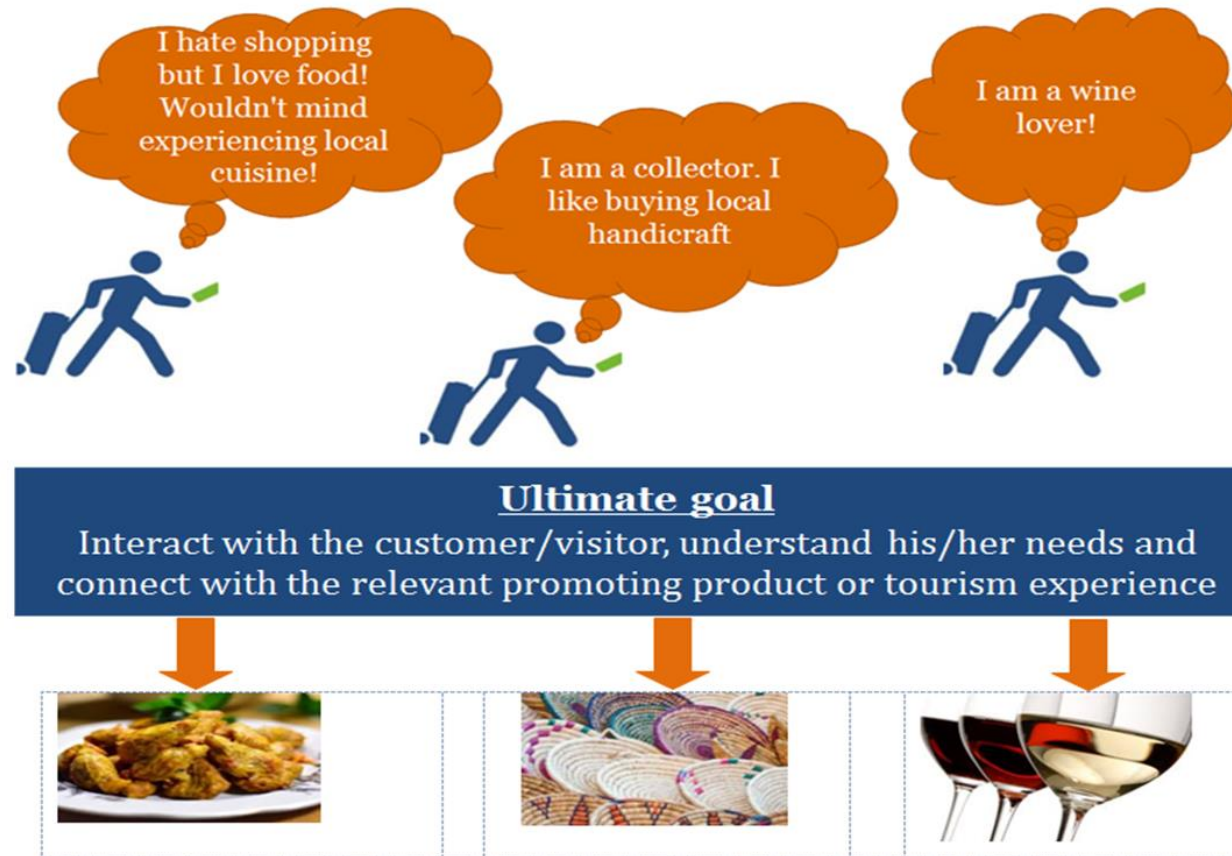 I hate shopping
but I love food!
Wouldn't mind
experiencing local
cuisine!
I am a collector. I
like buying local
handicraft
I am a wine
lover!
Ultimate goal
Interact with the customer/visitor, understand his/her needs and
connect with the relevant promoting product or tourism experience